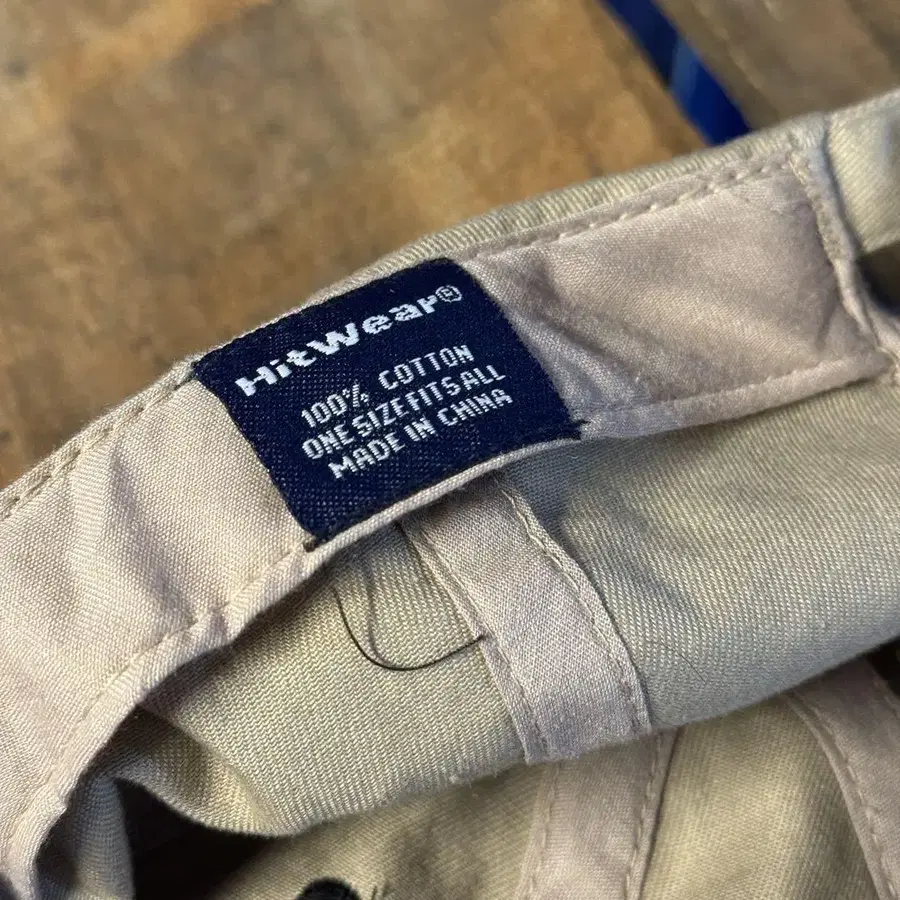 HitWear®
100% COTTON
ONE SIZE FITS ALL
MADE IN CHINA